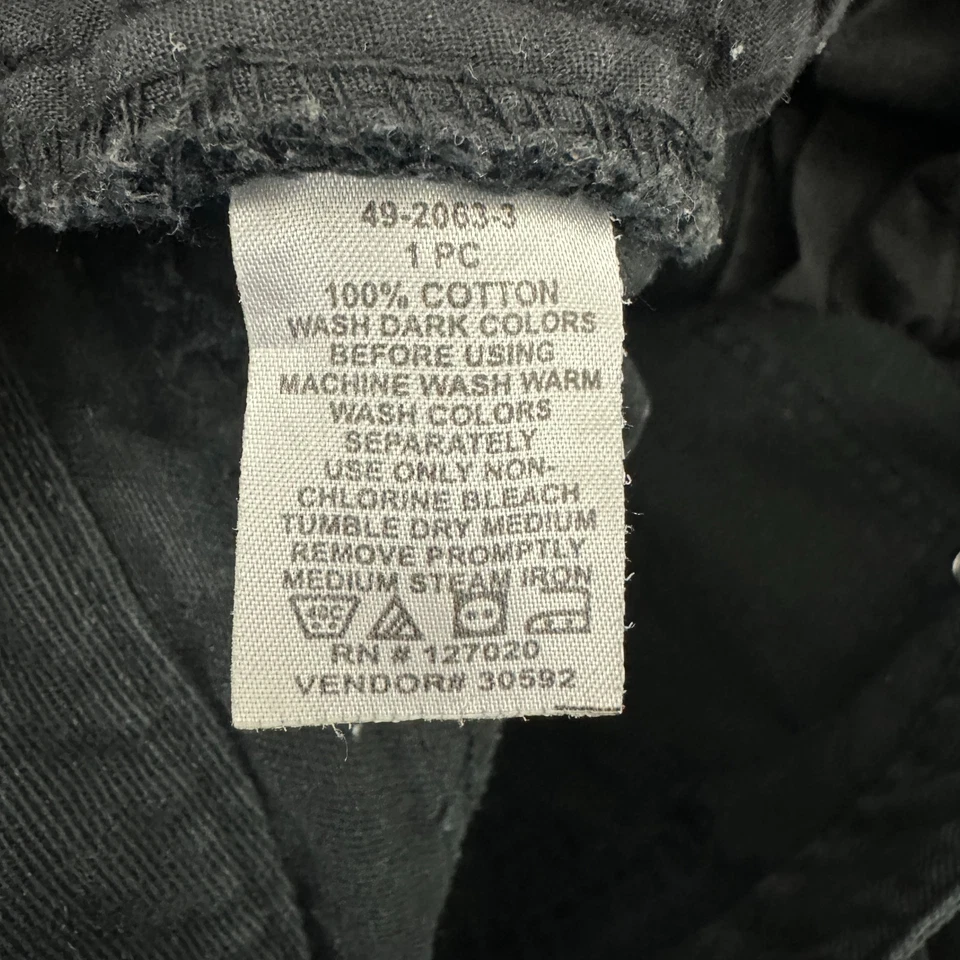 49-2063-3
1 PC
100% COTTON
WASH DARK COLORS
BEFORE USING
MACHINE WASH WARM
WASH COLORS
SEPARATELY
USE ONLY NON-
CHLORINE BLEACH
TUMBLE DRY MEDIUM
REMOVE PROMPTLY
MEDIUM STEAM IRON
40C
RN # 127020
VENDOR# 30592